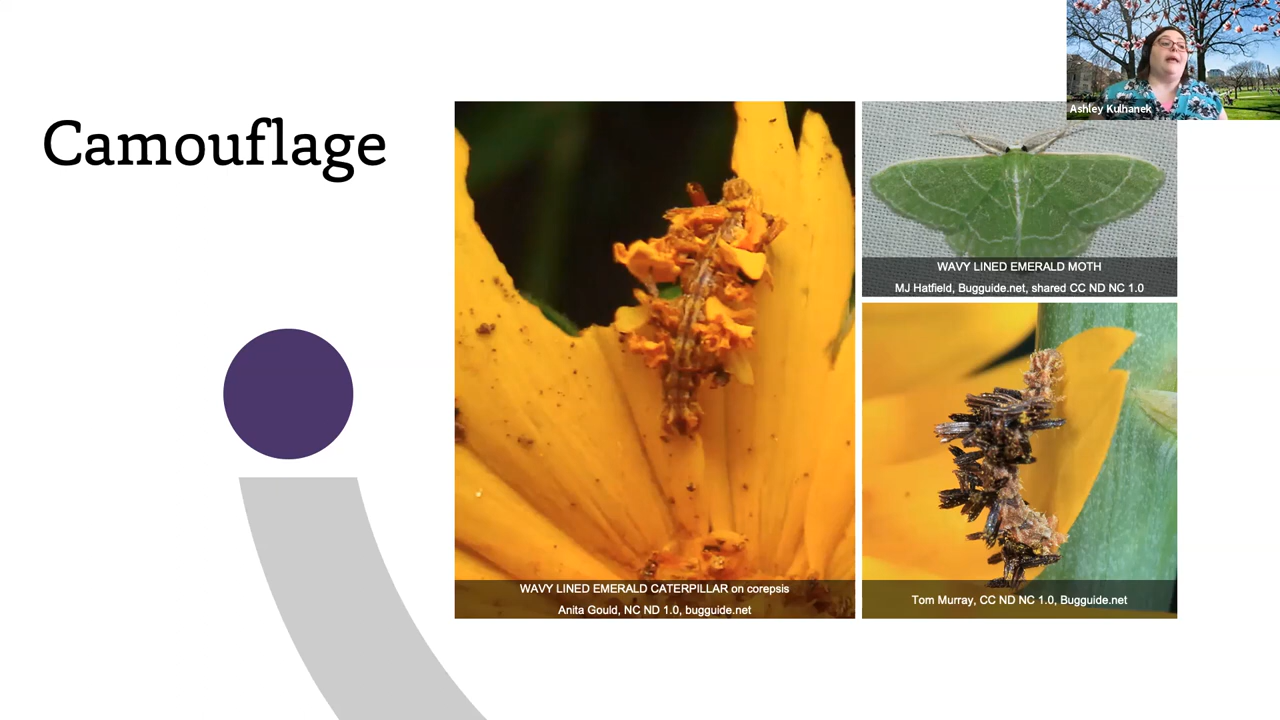 Camouflage
Ashley Kulhanek
WAVY LINED EMERALD MOTH
MJ Hatfield, Bugguide.net, shared CC ND NC 1.0
WAVY LINED EMERALD CATERPILLAR on corepsis
Anita Gould, NC ND 1.0, bugguide.net
Tom Murray, CC ND NC 1.0, Bugguide.net